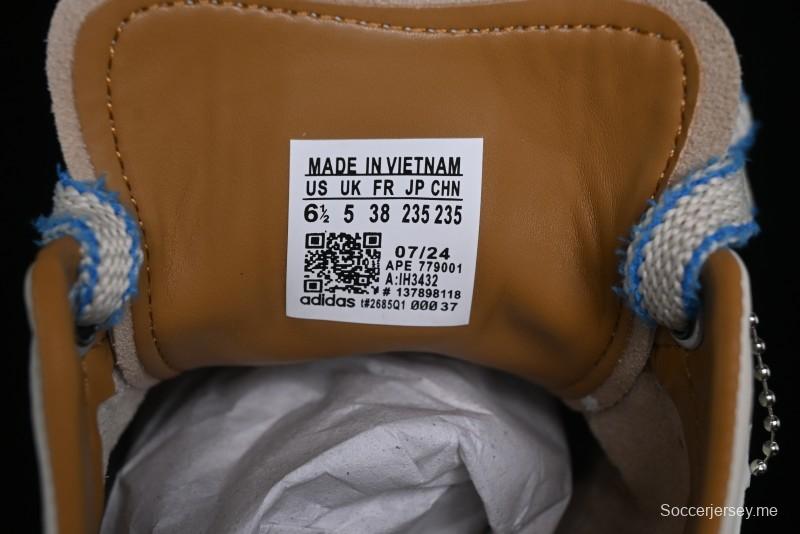 MADE IN VIETNAM
US UK FR JP CHN
6½ 5 38 235 235
07/24
APE 779001
A:IH3432
# 137898118
adidas t#2685Q1 000 37
Soccerjersey.me